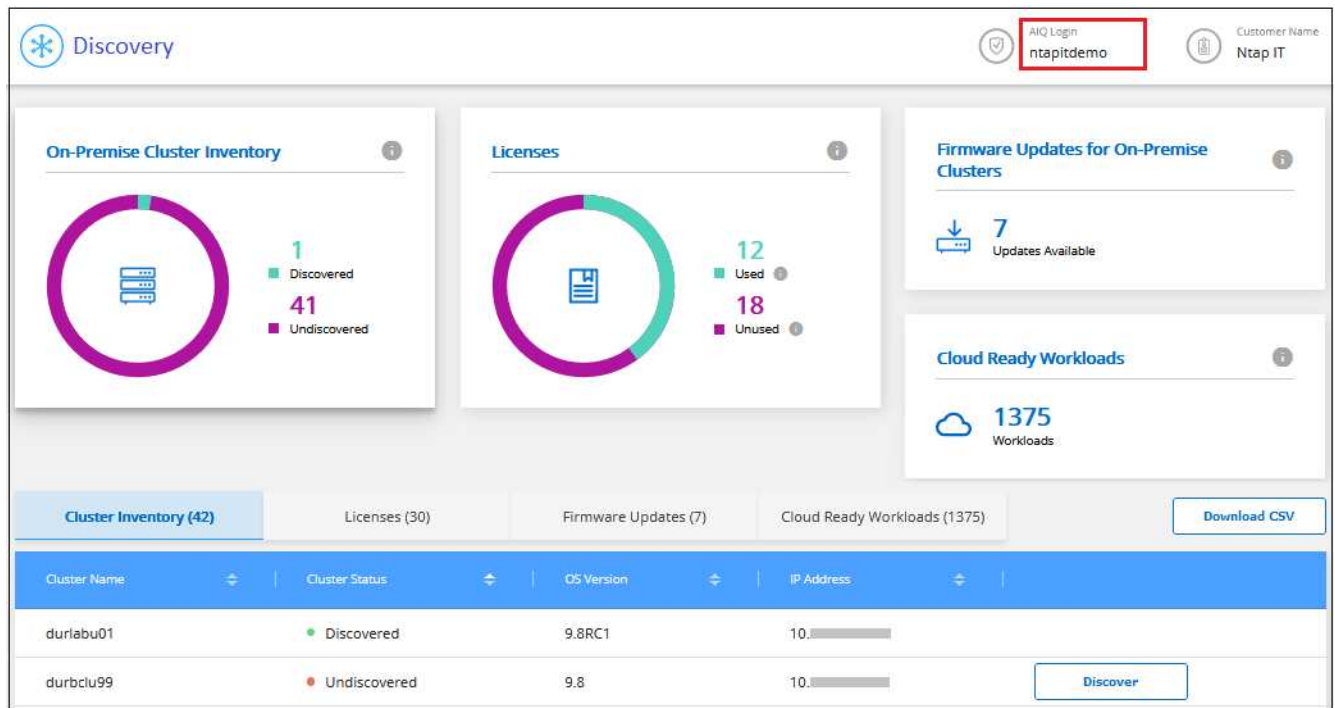 Discovery
AIQ Login
ntapitdemo
Customer Name
Ntap IT
On-Premise Cluster Inventory
1
Discovered
41
Undiscovered
Licenses
12
Used
18
Unused
Firmware Updates for On-Premise
Clusters
7
Updates Available
Cloud Ready Workloads
1375
Workloads
Cluster Inventory (42)
Licenses (30)
Firmware Updates (7)
Cloud Ready Workloads (1375)
Download CSV
Cluster Name
Cluster Status
OS Version
IP Address
durlabu01
Discovered
9.8RC1
10.
durbclu99
Undiscovered
9.8
10.
Discover